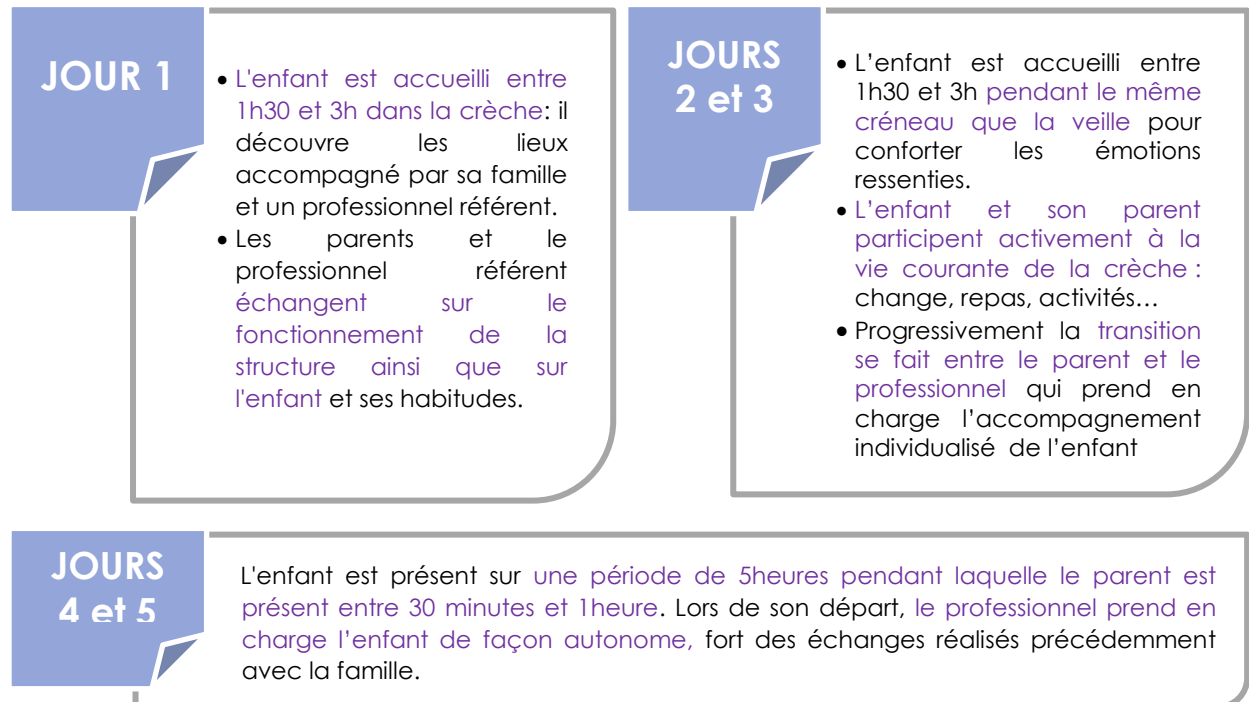 JOUR 1
• L'enfant est accueilli entre
1h30 et 3h dans la crèche: il
découvre les lieux
accompagné par sa famille
et un professionnel référent.
• Les parents et le
professionnel référent
échangent sur le
fonctionnement de la
structure ainsi que sur
l'enfant et ses habitudes.
JOURS
2 et 3
• L’enfant est accueilli entre
1h30 et 3h pendant le même
créneau que la veille pour
conforter les émotions
ressenties.
• L’enfant et son parent
participent activement à la
vie courante de la crèche :
change, repas, activités…
• Progressivement la transition
se fait entre le parent et le
professionnel qui prend en
charge l’accompagnement
individualisé de l’enfant
JOURS
4 et 5
L'enfant est présent sur une période de 5heures pendant laquelle le parent est
présent entre 30 minutes et 1heure. Lors de son départ, le professionnel prend en
charge l’enfant de façon autonome, fort des échanges réalisés précédemment
avec la famille.